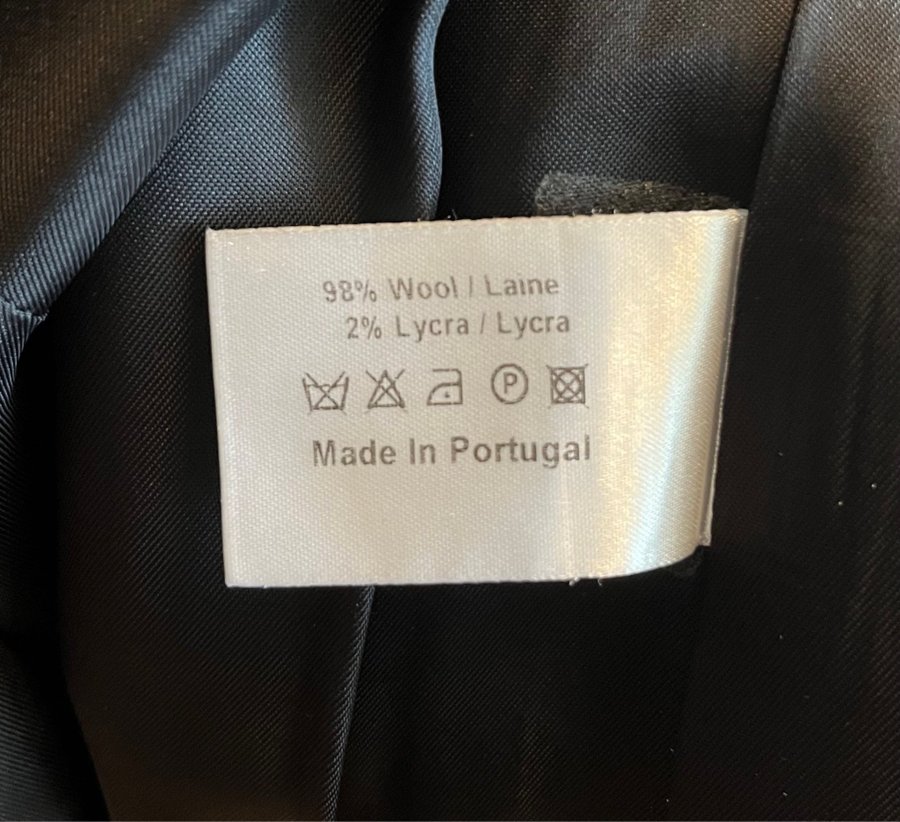 98% Wool / Laine
2% Lycra / Lycra
P
Made In Portugal